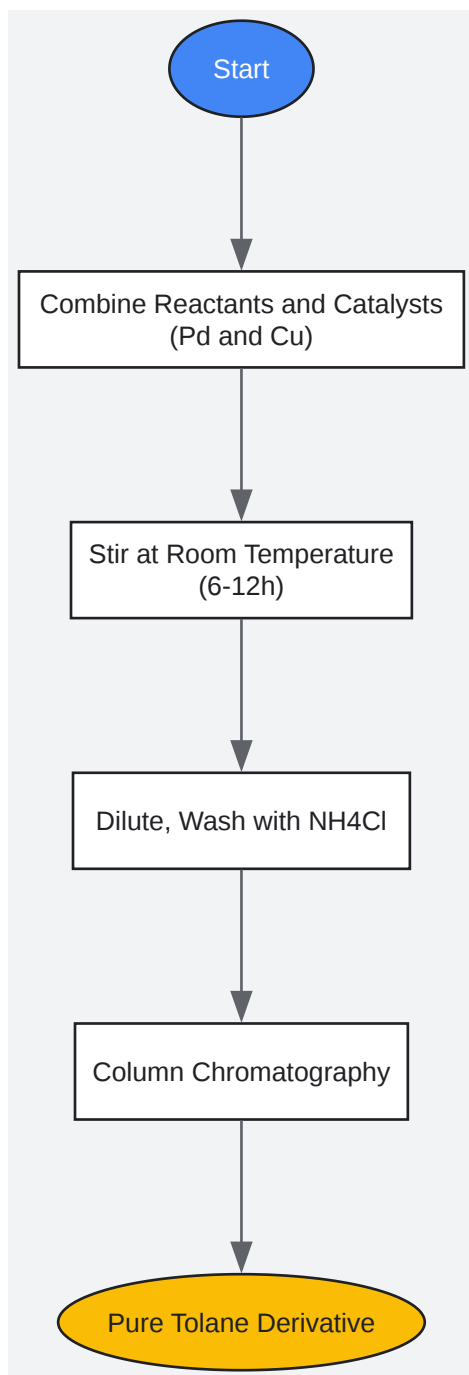 Start
Combine Reactants and Catalysts
(Pd and Cu)
Stir at Room Temperature
(6-12h)
Dilute, Wash with NH4Cl
Column Chromatography
Pure Tolane Derivative